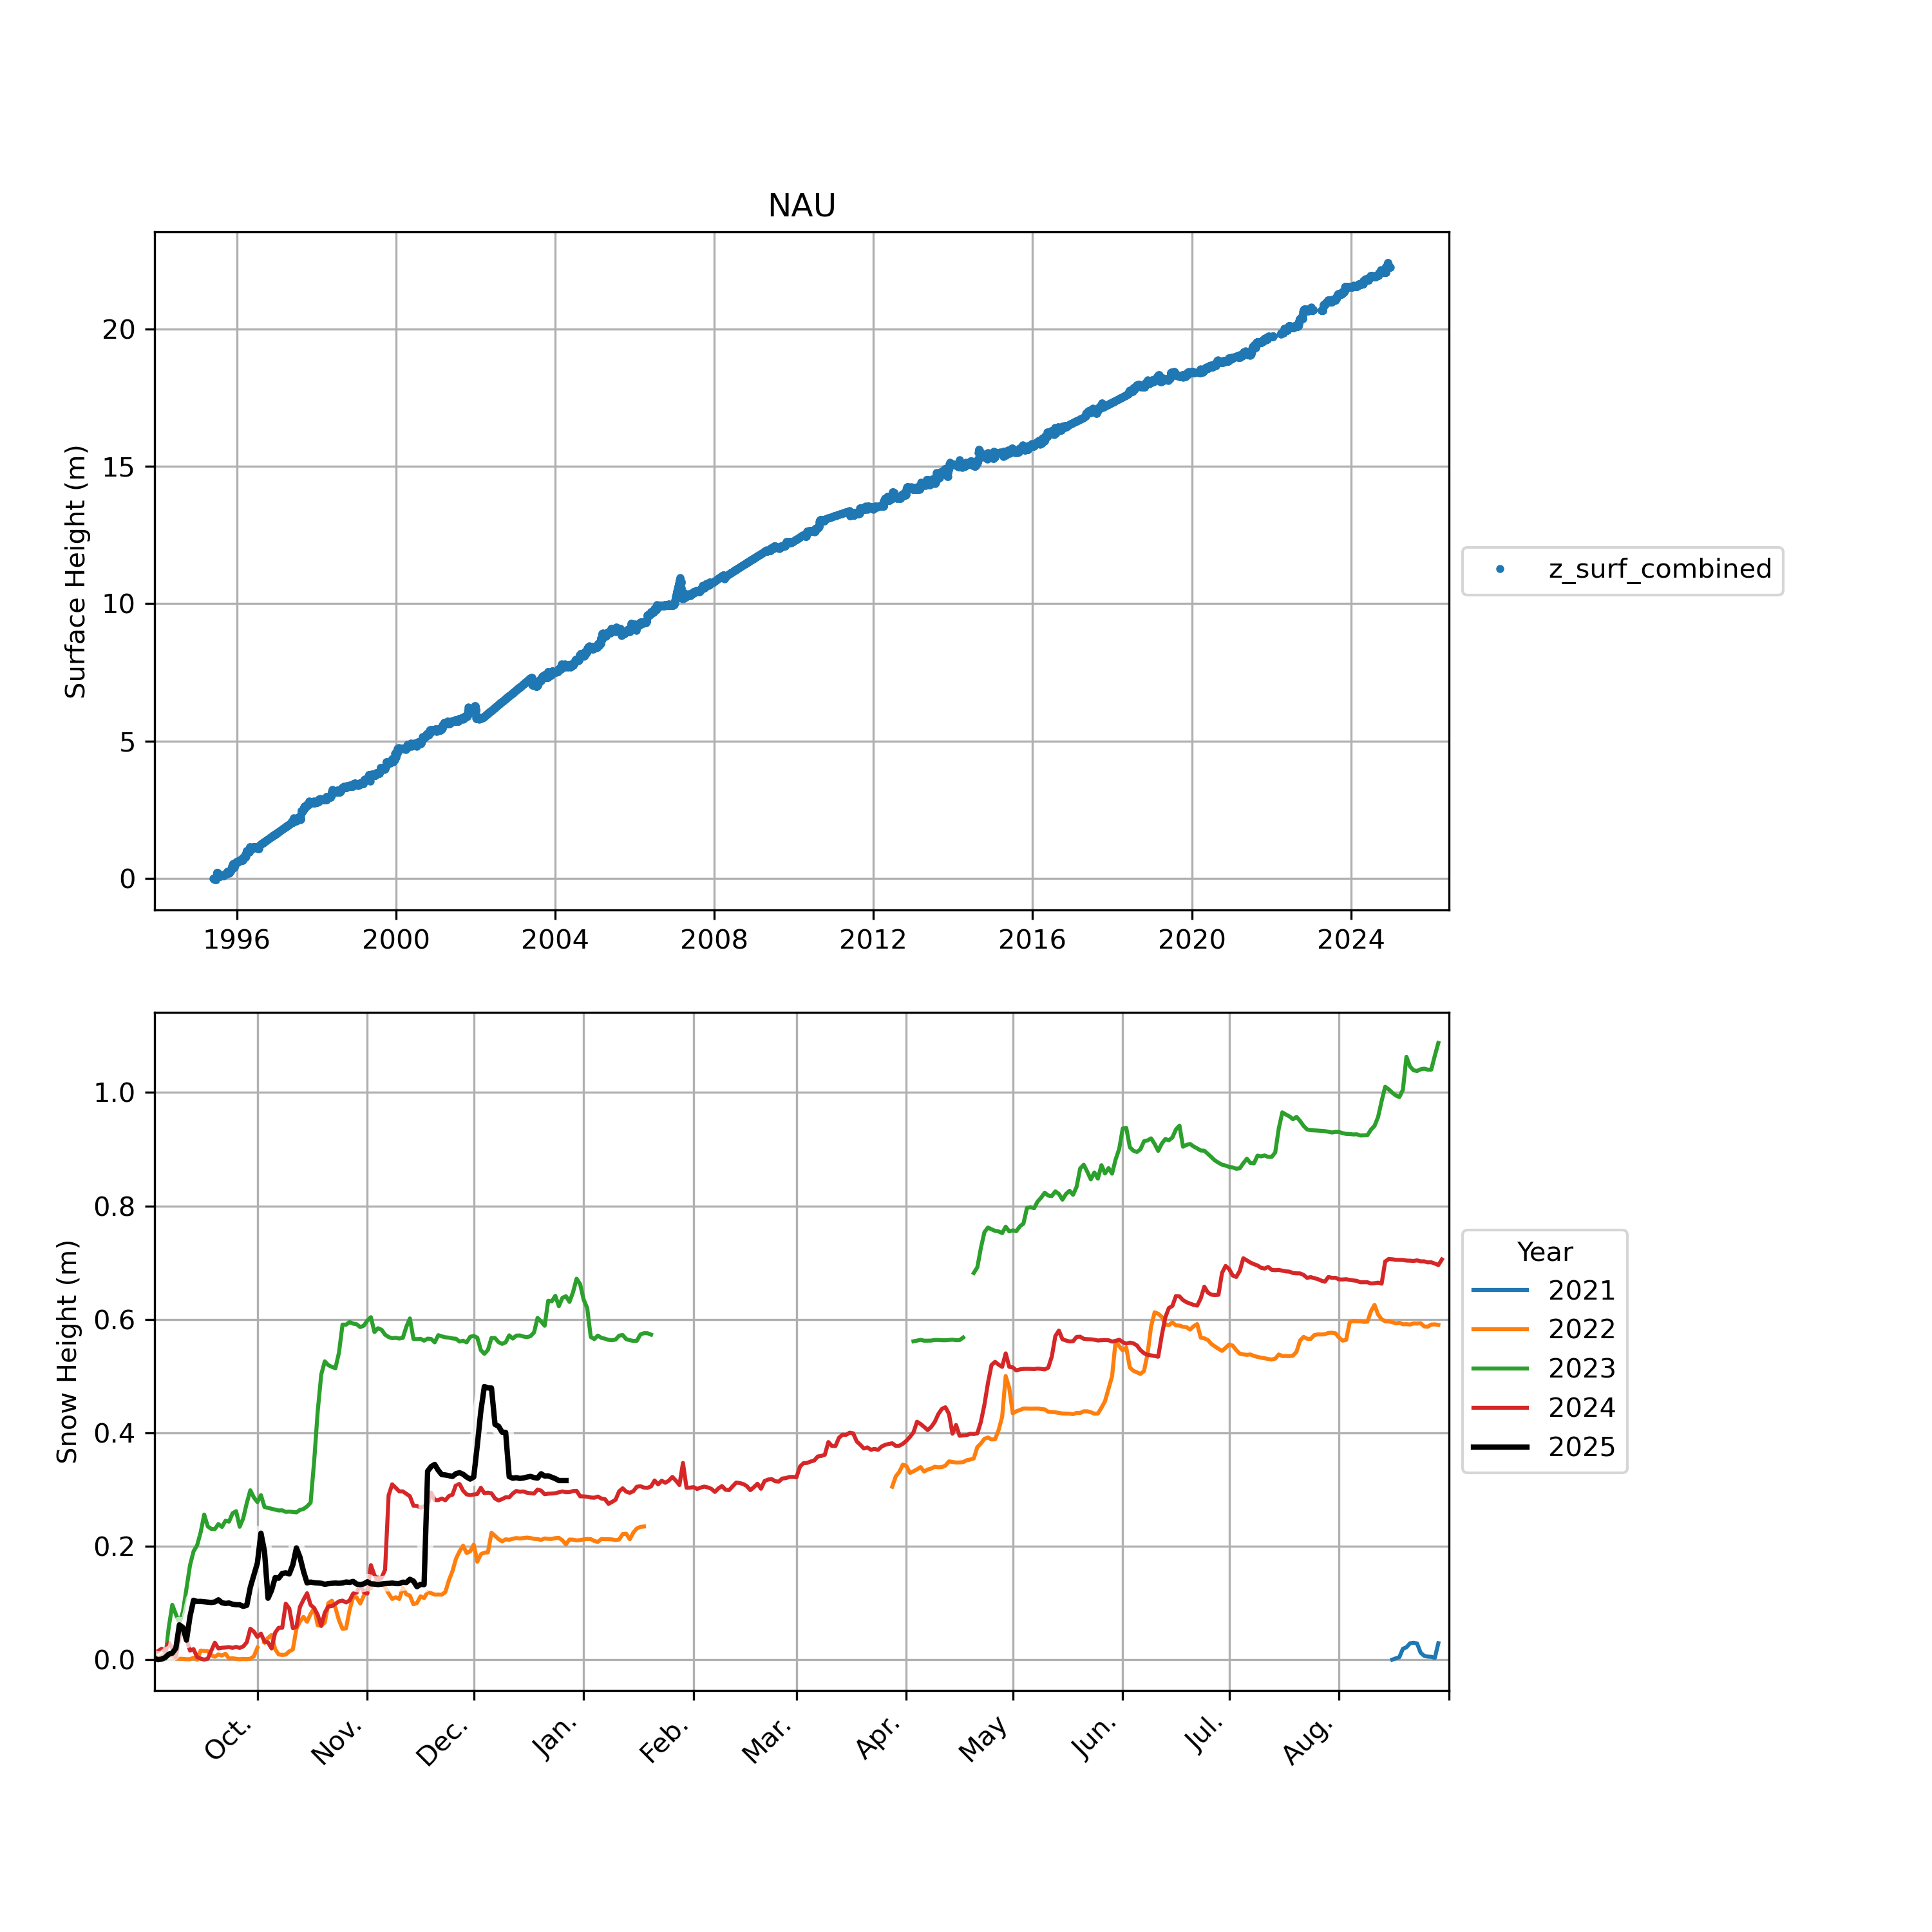 NAU
Surface Height (m)
20
15
10
5
0
1996 2000 2004 2008 2012 2016 2020 2024
z_surf_combined
Snow Height (m)
1.0
0.8
0.6
0.4
0.2
0.0
Oct. Nov. Dec. Jan. Feb. Mar. Apr. May Jun. Jul. Aug.
Year
2021
2022
2023
2024
2025